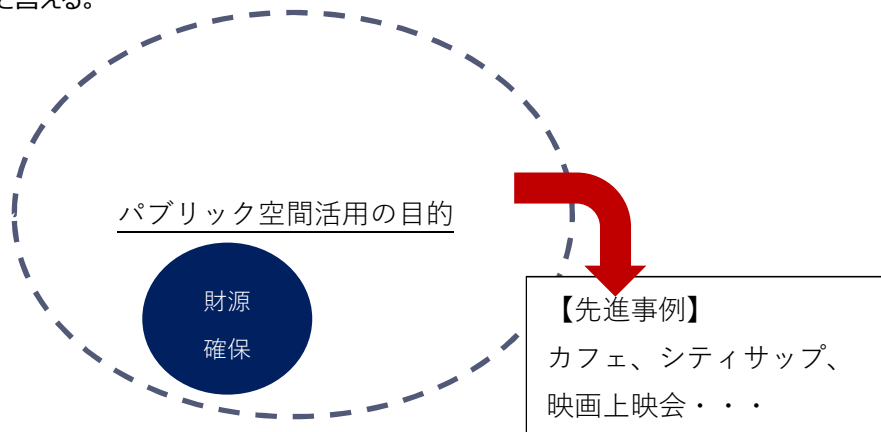 と言える。
パブリック空間活用の目的
財源
確保
【先進事例】
カフェ、シティサップ、
映画上映会・・・